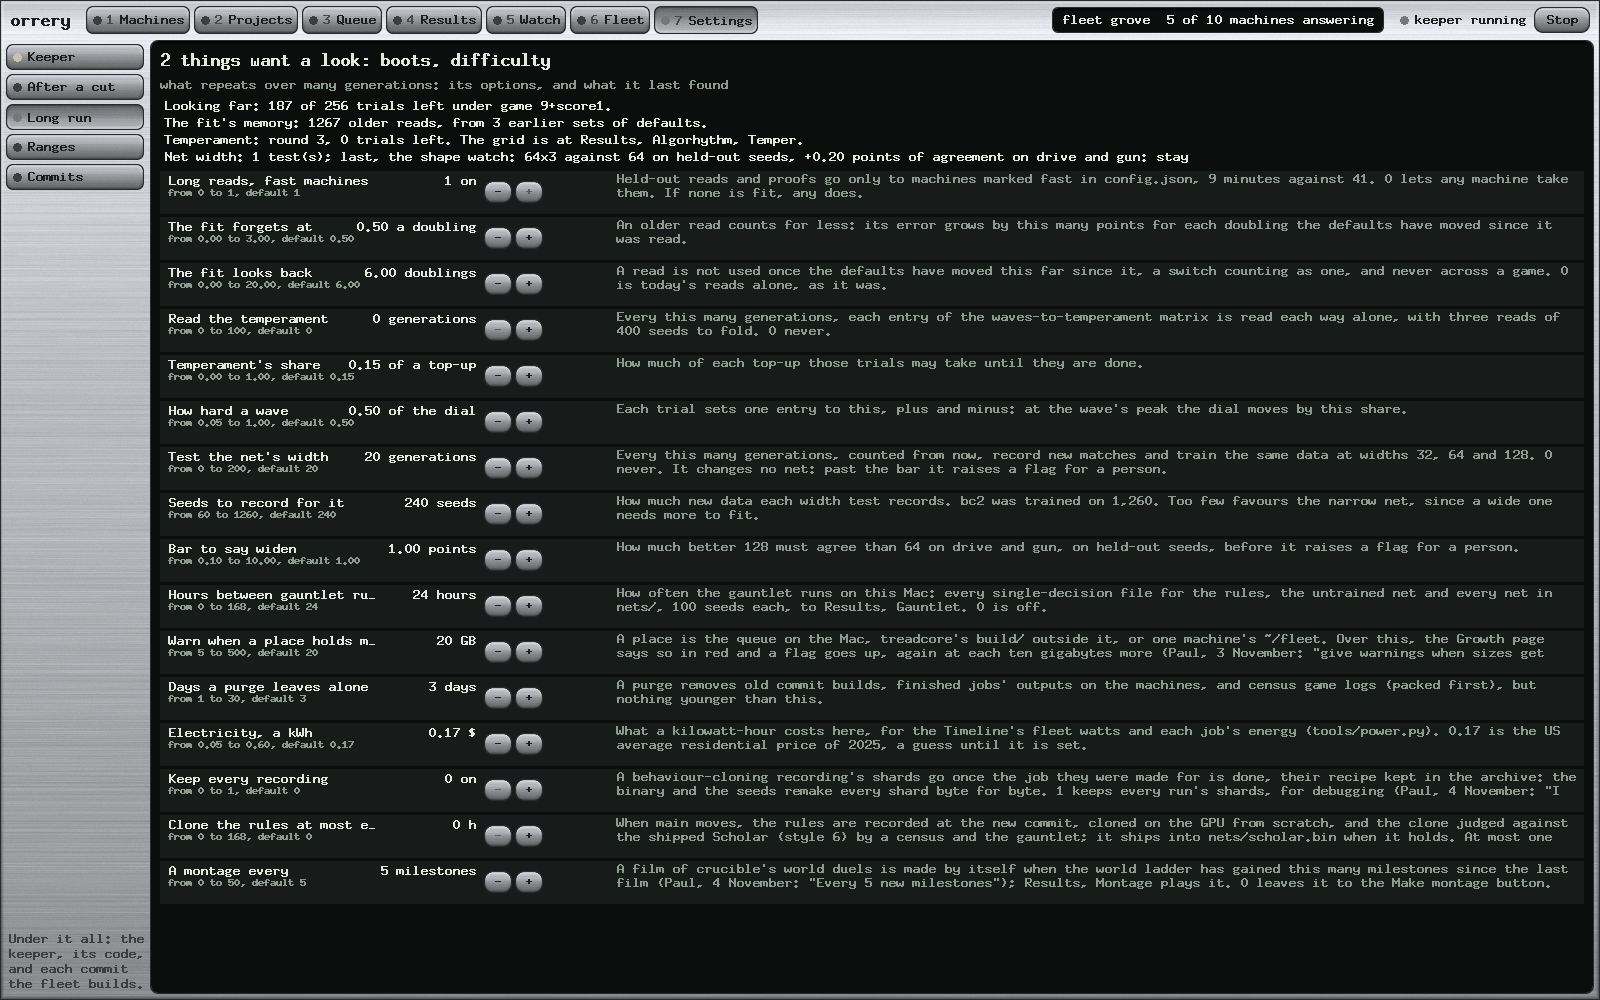 orrery
1 Machines
2 Projects
3 Queue
4 Results
5 Watch
6 Fleet
7 Settings
fleet grove 5 of 10 machines answering
keeper running
Stop
Keeper
After a cut
Long run
Ranges
Commits
Under it all: the
keeper, its code,
and each commit
the fleet builds.
2 things want a look: boots, difficulty
what repeats over many generations: its options, and what it last found
Looking far: 187 of 256 trials left under game 9+score1.
The fit's memory: 1267 older reads, from 3 earlier sets of defaults.
Temperament: round 3, 0 trials left. The grid is at Results, Algorhythm, Temper.
Net width: 1 test(s); last, the shape watch: 64x3 against 64 on held-out seeds, +0.20 points of agreement on drive and gun: stay
Long reads, fast machines 1 on - +
from 0 to 1, default 1
Held-out reads and proofs go only to machines marked fast in config.json, 9 minutes against 41. 0 lets any machine take
them. If none is fit, any does.
The fit forgets at 0.50 a doubling - +
from 0.00 to 3.00, default 0.50
An older read counts for less: its error grows by this many points for each doubling the defaults have moved since it
was read.
The fit looks back 6.00 doublings - +
from 0.00 to 20.00, default 6.00
A read is not used once the defaults have moved this far since it, a switch counting as one, and never across a game. 0
is today's reads alone, as it was.
Read the temperament 0 generations - +
from 0 to 100, default 0
Every this many generations, each entry of the waves-to-temperament matrix is read each way alone, with three reads of
400 seeds to fold. 0 never.
Temperament's share 0.15 of a top-up - +
from 0.00 to 1.00, default 0.15
How much of each top-up those trials may take until they are done.
How hard a wave 0.50 of the dial - +
from 0.05 to 1.00, default 0.50
Each trial sets one entry to this, plus and minus: at the wave's peak the dial moves by this share.
Test the net's width 20 generations - +
from 0 to 200, default 20
Every this many generations, counted from now, record new matches and train the same data at widths 32, 64 and 128. 0
never. It changes no net: past the bar it raises a flag for a person.
Seeds to record for it 240 seeds - +
from 60 to 1260, default 240
How much new data each width test records. bc2 was trained on 1,260. Too few favours the narrow net, since a wide one
needs more to fit.
Bar to say widen 1.00 points - +
from 0.10 to 10.00, default 1.00
How much better 128 must agree than 64 on drive and gun, on held-out seeds, before it raises a flag for a person.
Hours between gauntlet ru… 24 hours - +
from 0 to 168, default 24
How often the gauntlet runs on this Mac: every single-decision file for the rules, the untrained net and every net in
nets/, 100 seeds each, to Results, Gauntlet. 0 is off.
Warn when a place holds m… 20 GB - +
from 5 to 500, default 20
A place is the queue on the Mac, treadcore's build/ outside it, or one machine's ~/fleet. Over this, the Growth page
says so in red and a flag goes up, again at each ten gigabytes more (Paul, 3 November: "give warnings when sizes get
Days a purge leaves alone 3 days - +
from 1 to 30, default 3
A purge removes old commit builds, finished jobs' outputs on the machines, and census game logs (packed first), but
nothing younger than this.
Electricity, a kWh 0.17 $ - +
from 0.05 to 0.60, default 0.17
What a kilowatt-hour costs here, for the Timeline's fleet watts and each job's energy (tools/power.py). 0.17 is the US
average residential price of 2025, a guess until it is set.
Keep every recording 0 on - +
from 0 to 1, default 0
A behaviour-cloning recording's shards go once the job they were made for is done, their recipe kept in the archive: the
binary and the seeds remake every shard byte for byte. 1 keeps every run's shards, for debugging (Paul, 4 November: "I
Clone the rules at most e… 0 h - +
from 0 to 168, default 0
When main moves, the rules are recorded at the new commit, cloned on the GPU from scratch, and the clone judged against
the shipped Scholar (style 6) by a census and the gauntlet; it ships into nets/scholar.bin when it holds. At most one
A montage every 5 milestones - +
from 0 to 50, default 5
A film of crucible's world duels is made by itself when the world ladder has gained this many milestones since the last
film (Paul, 4 November: "Every 5 new milestones"); Results, Montage plays it. 0 leaves it to the Make montage button.